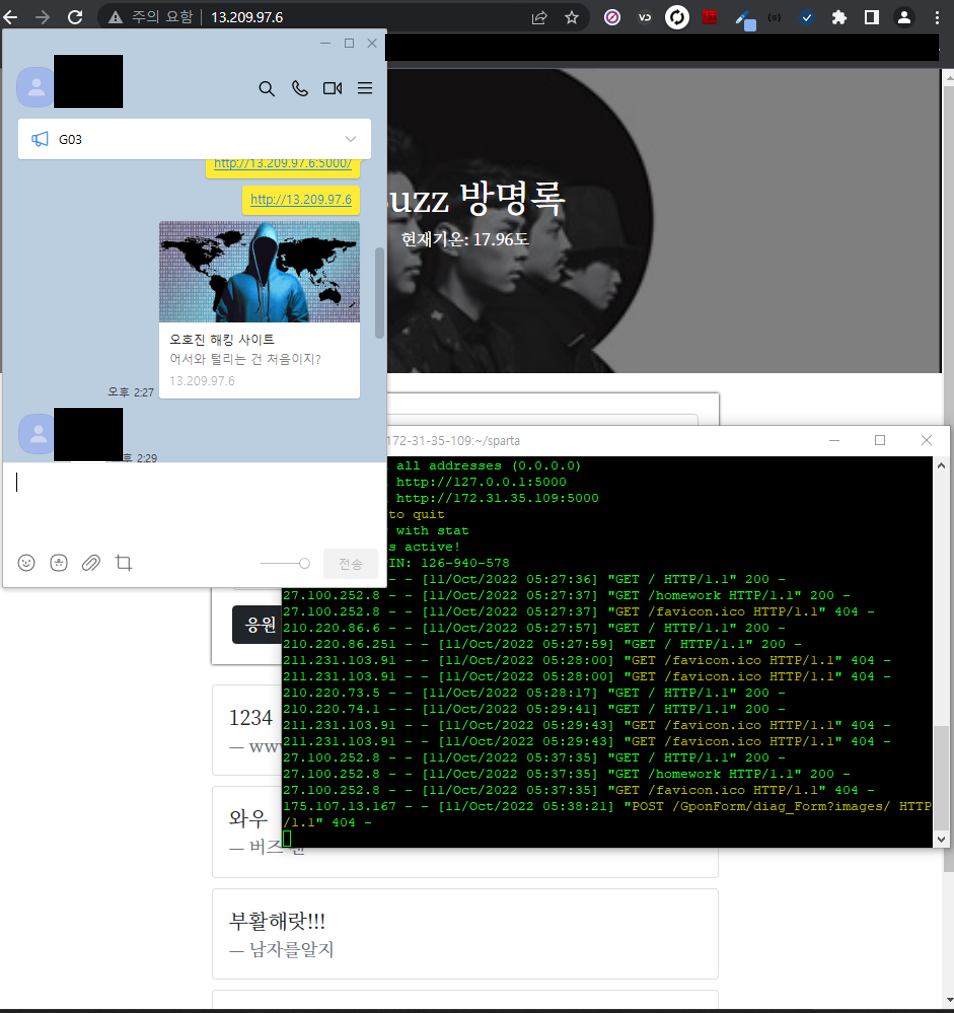 주의 요함
13.209.97.6
G03
http://13.209.97.6:5000/
http://13.209.97.6
오호진 해킹 사이트
어서와 털리는 건 처음이지?
13.209.97.6
오후 2:27
후 2:29
전송
uzz 방명록
현재기온: 17.96도
172-31-35-109:~/sparta
all addresses (0.0.0.0)
http://127.0.0.1:5000
http://172.31.35.109:5000
to quit
with stat
s active!
IN: 126-940-578
- - [11/Oct/2022 05:27:36] "GET / HTTP/1.1" 200 -
27.100.252.8 - - [11/Oct/2022 05:27:37] "GET /homework HTTP/1.1" 200 -
27.100.252.8 - - [11/Oct/2022 05:27:37] "GET /favicon.ico HTTP/1.1" 404 -
210.220.86.6 - - [11/Oct/2022 05:27:57] "GET / HTTP/1.1" 200 -
210.220.86.251 - - [11/Oct/2022 05:27:59] "GET / HTTP/1.1" 200 -
211.231.103.91 - - [11/Oct/2022 05:28:00] "GET /favicon.ico HTTP/1.1" 404 -
211.231.103.91 - - [11/Oct/2022 05:28:00] "GET /favicon.ico HTTP/1.1" 404 -
210.220.73.5 - - [11/Oct/2022 05:28:17] "GET / HTTP/1.1" 200 -
210.220.74.1 - - [11/Oct/2022 05:29:41] "GET / HTTP/1.1" 200 -
211.231.103.91 - - [11/Oct/2022 05:29:43] "GET /favicon.ico HTTP/1.1" 404 -
211.231.103.91 - - [11/Oct/2022 05:29:43] "GET /favicon.ico HTTP/1.1" 404 -
27.100.252.8 - - [11/Oct/2022 05:37:35] "GET / HTTP/1.1" 200 -
27.100.252.8 - - [11/Oct/2022 05:37:35] "GET /homework HTTP/1.1" 200 -
27.100.252.8 - - [11/Oct/2022 05:37:35] "GET /favicon.ico HTTP/1.1" 404 -
175.107.13.167 - - [11/Oct/2022 05:38:21] "POST /GponForm/diag_Form?images/ HTTP
/1.1" 404 -
응원
1234
— ww
와우
— 버즈
부활해랏!!!
— 남자를알지